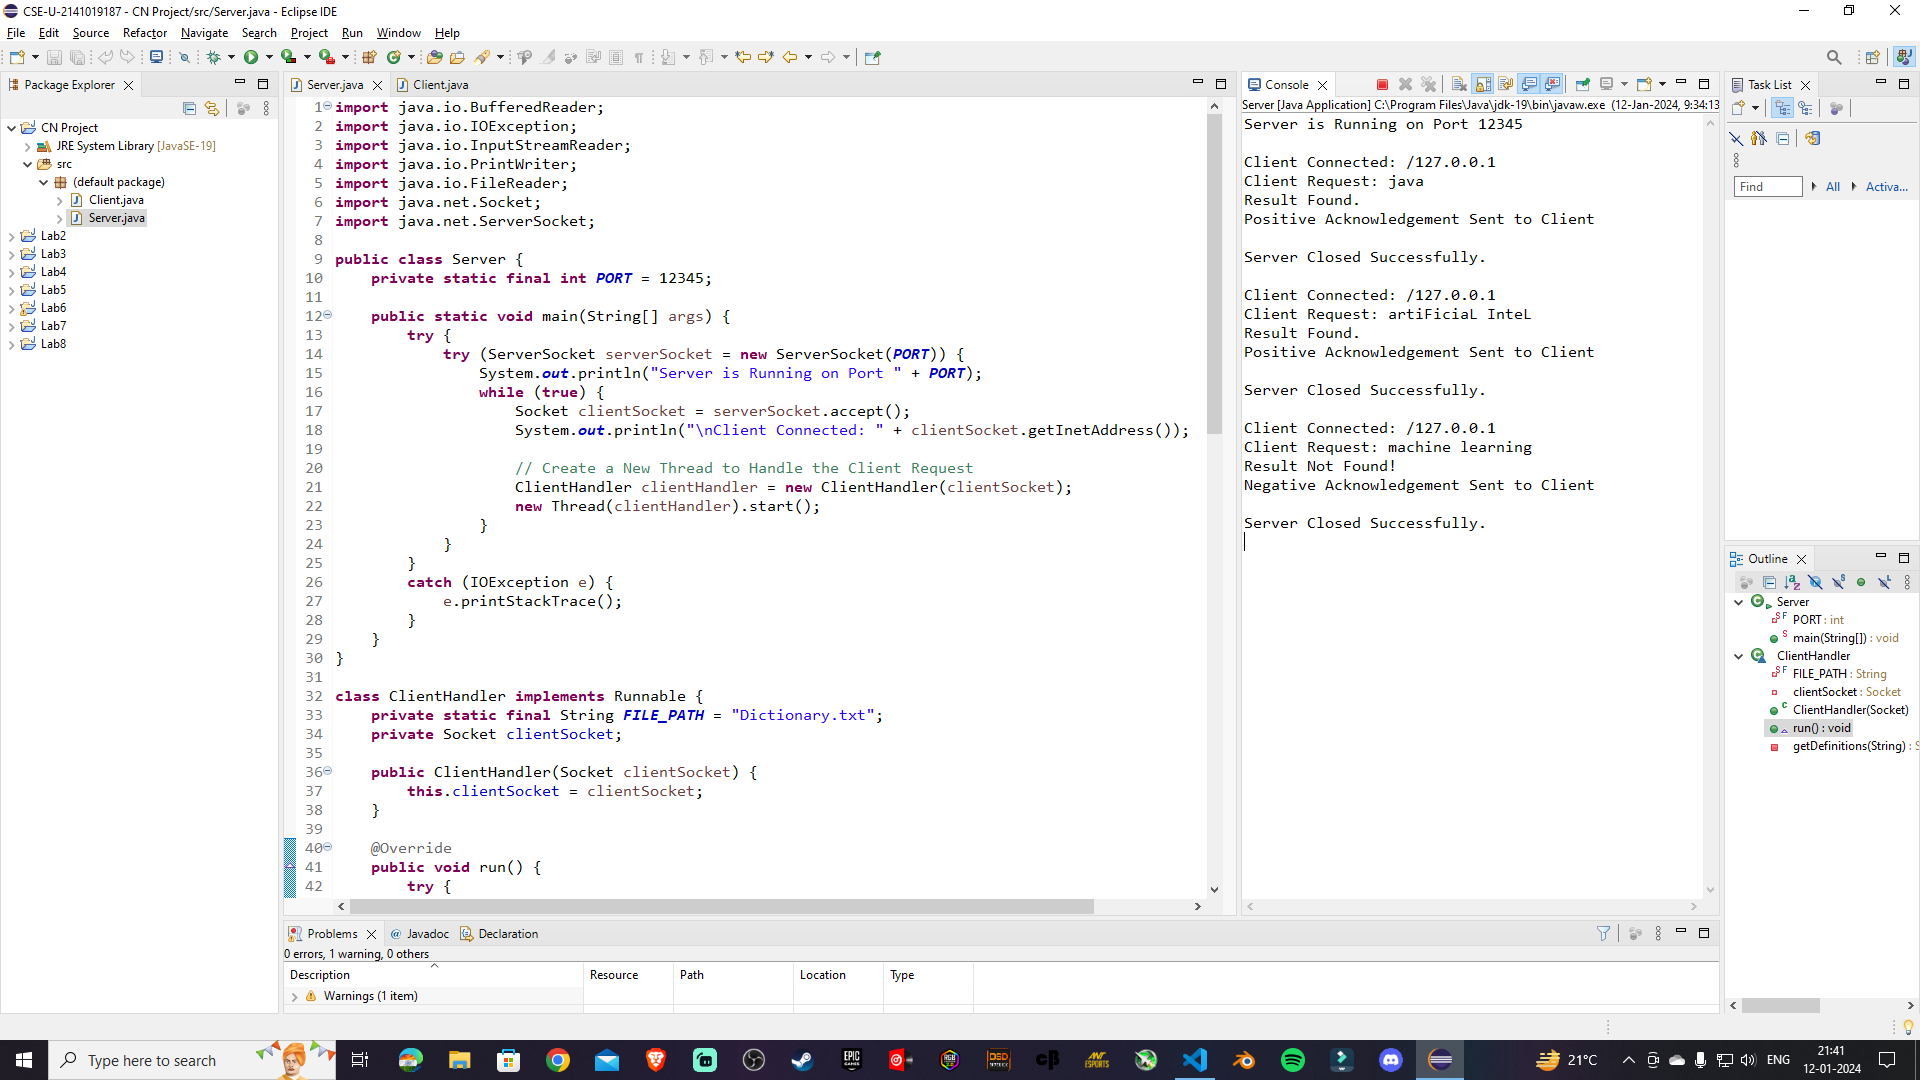 CSE-U-2141019187 - CN Project/src/Server.java - Eclipse IDE
File Edit Source Refactor Navigate Search Project Run Window Help
Package Explorer
CN Project
JRE System Library [JavaSE-19]
src
(default package)
Client.java
Server.java
Lab2
Lab3
Lab4
Lab5
Lab6
Lab7
Lab8
Server.java Client.java
1 import java.io.BufferedReader;
2 import java.io.IOException;
3 import java.io.InputStreamReader;
4 import java.io.PrintWriter;
5 import java.io.FileReader;
6 import java.net.Socket;
7 import java.net.ServerSocket;
8
9 public class Server {
10 private static final int PORT = 12345;
11
12 public static void main(String[] args) {
13 try {
14 try (ServerSocket serverSocket = new ServerSocket(PORT)) {
15 System.out.println("Server is Running on Port " + PORT);
16 while (true) {
17 Socket clientSocket = serverSocket.accept();
18 System.out.println("\nClient Connected: " + clientSocket.getInetAddress());
19
20 // Create a New Thread to Handle the Client Request
21 ClientHandler clientHandler = new ClientHandler(clientSocket);
22 new Thread(clientHandler).start();
23 }
24 }
25 }
26 catch (IOException e) {
27 e.printStackTrace();
28 }
29 }
30 }
31
32 class ClientHandler implements Runnable {
33 private static final String FILE_PATH = "Dictionary.txt";
34 private Socket clientSocket;
35
36 public ClientHandler(Socket clientSocket) {
37 this.clientSocket = clientSocket;
38 }
39
40 @Override
41 public void run() {
42 try {
Console
Server [Java Application] C:\Program Files\Java\jdk-19\bin\javaw.exe (12-Jan-2024, 9:34:13
Server is Running on Port 12345
Client Connected: /127.0.0.1
Client Request: java
Result Found.
Positive Acknowledgement Sent to Client
Server Closed Successfully.
Client Connected: /127.0.0.1
Client Request: artiFiciaL InteL
Result Found.
Positive Acknowledgement Sent to Client
Server Closed Successfully.
Client Connected: /127.0.0.1
Client Request: machine learning
Result Not Found!
Negative Acknowledgement Sent to Client
Server Closed Successfully.
Task List
Find All Activa...
Outline
Server
PORT : int
main(String[]) : void
ClientHandler
FILE_PATH : String
clientSocket : Socket
ClientHandler(Socket)
run() : void
getDefinitions(String) : S
Problems Javadoc Declaration
0 errors, 1 warning, 0 others
Description Resource Path Location Type
Warnings (1 item)
Type here to search
21°C ENG
21:41
12-01-2024